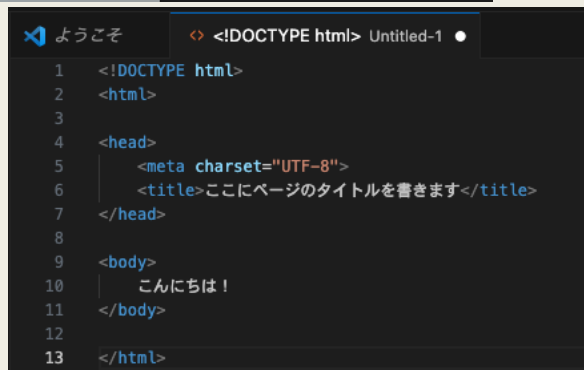 ようこそ
<!DOCTYPE html> Untitled-1
1 <!DOCTYPE html>
2 <html>
3
4 <head>
5 <meta charset="UTF-8">
6 <title>ここにページのタイトルを書きます</title>
7 </head>
8
9 <body>
10 こんにちは！
11 </body>
12
13 </html>